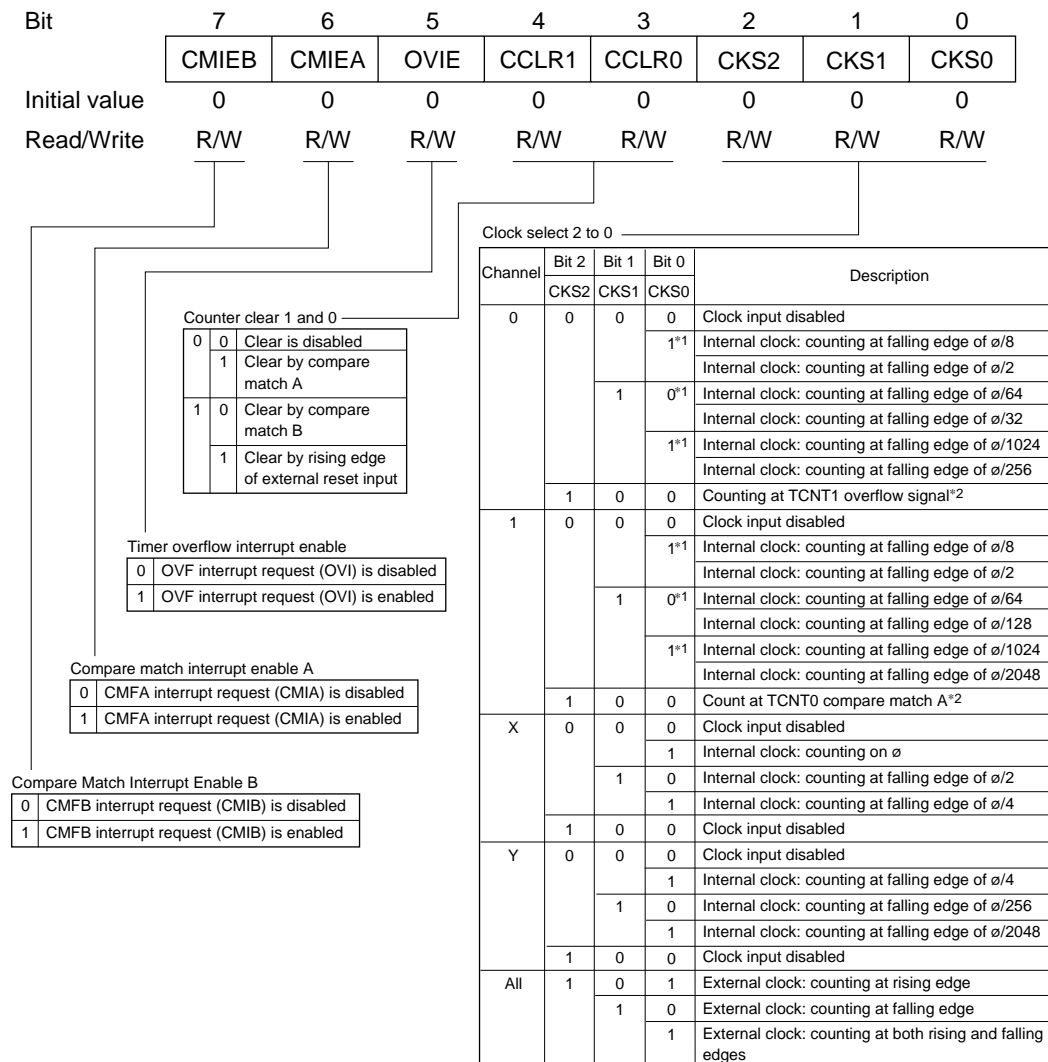 Bit 7 6 5 4 3 2 1 0
CMIEB CMIEA OVIE CCLR1 CCLR0 CKS2 CKS1 CKS0
Initial value 0 0 0 0 0 0 0 0
Read/Write R/W R/W R/W R/W R/W R/W R/W R/W
Counter clear 1 and 0
0 0 Clear is disabled
1 Clear by compare
match A
1 0 Clear by compare
match B
1 Clear by rising edge
of external reset input
Timer overflow interrupt enable
0 OVF interrupt request (OVI) is disabled
1 OVF interrupt request (OVI) is enabled
Compare match interrupt enable A
0 CMFA interrupt request (CMIA) is disabled
1 CMFA interrupt request (CMIA) is enabled
Compare Match Interrupt Enable B
0 CMFB interrupt request (CMIB) is disabled
1 CMFB interrupt request (CMIB) is enabled
Clock select 2 to 0
Channel Bit 2 Bit 1 Bit 0 Description
CKS2 CKS1 CKS0
0 0 0 0 Clock input disabled
1*1 Internal clock: counting at falling edge of ø/8
Internal clock: counting at falling edge of ø/2
1 0*1 Internal clock: counting at falling edge of ø/64
Internal clock: counting at falling edge of ø/32
1*1 Internal clock: counting at falling edge of ø/1024
Internal clock: counting at falling edge of ø/256
1 0 0 Counting at TCNT1 overflow signal*2
1 0 0 0 Clock input disabled
1*1 Internal clock: counting at falling edge of ø/8
Internal clock: counting at falling edge of ø/2
1 0*1 Internal clock: counting at falling edge of ø/64
Internal clock: counting at falling edge of ø/128
1*1 Internal clock: counting at falling edge of ø/1024
Internal clock: counting at falling edge of ø/2048
1 0 0 Count at TCNT0 compare match A*2
X 0 0 0 Clock input disabled
1 Internal clock: counting on ø
1 0 Internal clock: counting at falling edge of ø/2
1 Internal clock: counting at falling edge of ø/4
1 0 0 Clock input disabled
Y 0 0 0 Clock input disabled
1 Internal clock: counting at falling edge of ø/4
1 0 Internal clock: counting at falling edge of ø/256
1 Internal clock: counting at falling edge of ø/2048
1 0 0 Clock input disabled
All 1 0 1 External clock: counting at rising edge
1 0 External clock: counting at falling edge
1 External clock: counting at both rising and falling
edges